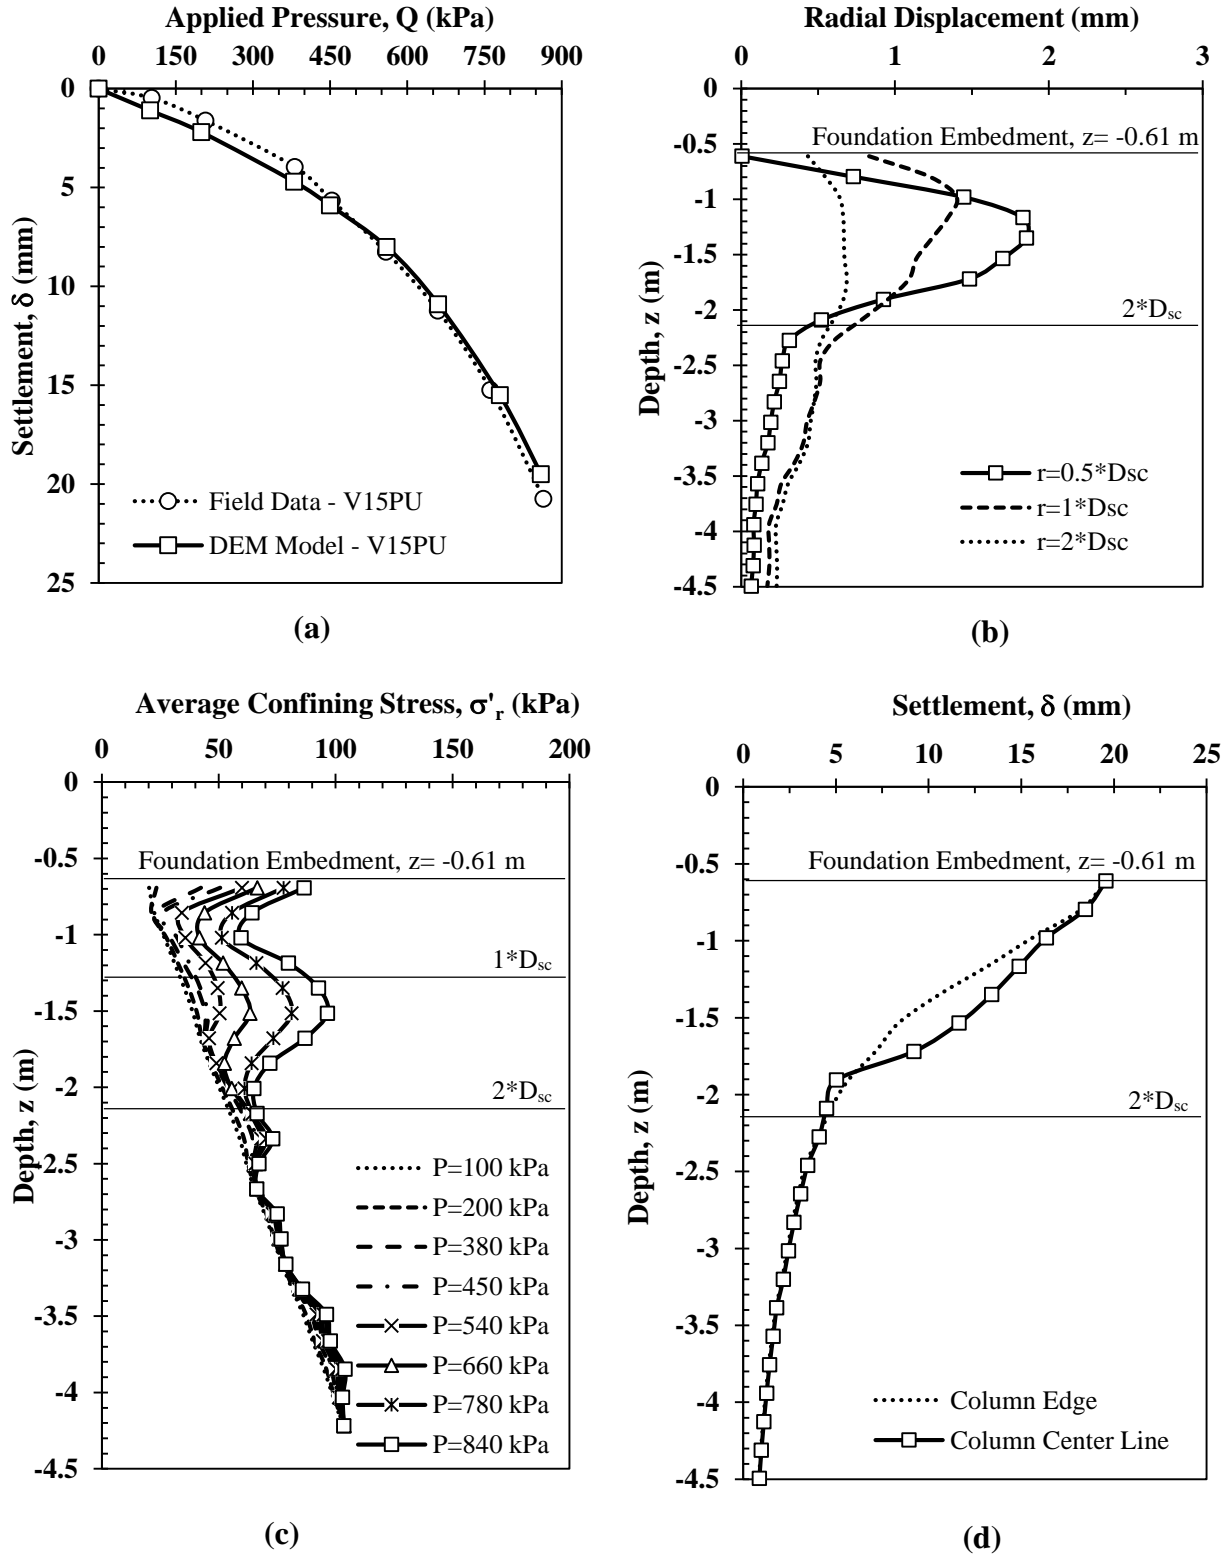 Applied Pressure, Q (kPa)
0 150 300 450 600 750 900
0
5
10
15
20
25
Settlement, δ (mm)
Field Data - V15PU
DEM Model - V15PU
(a)
Radial Displacement (mm)
0 1 2 3
0
-0.5
-1
-1.5
-2
-2.5
-3
-3.5
-4
-4.5
Depth, z (m)
Foundation Embedment, z= -0.61 m
2*Dsc
r=0.5*Dsc
r=1*Dsc
r=2*Dsc
(b)
Average Confining Stress, σ'r (kPa)
0 50 100 150 200
0
-0.5
-1
-1.5
-2
-2.5
-3
-3.5
-4
-4.5
Depth, z (m)
Foundation Embedment, z= -0.61 m
1*Dsc
2*Dsc
P=100 kPa
P=200 kPa
P=380 kPa
P=450 kPa
P=540 kPa
P=660 kPa
P=780 kPa
P=840 kPa
(c)
Settlement, δ (mm)
0 5 10 15 20 25
0
-0.5
-1
-1.5
-2
-2.5
-3
-3.5
-4
-4.5
Depth, z (m)
Foundation Embedment, z= -0.61 m
2*Dsc
Column Edge
Column Center Line
(d)